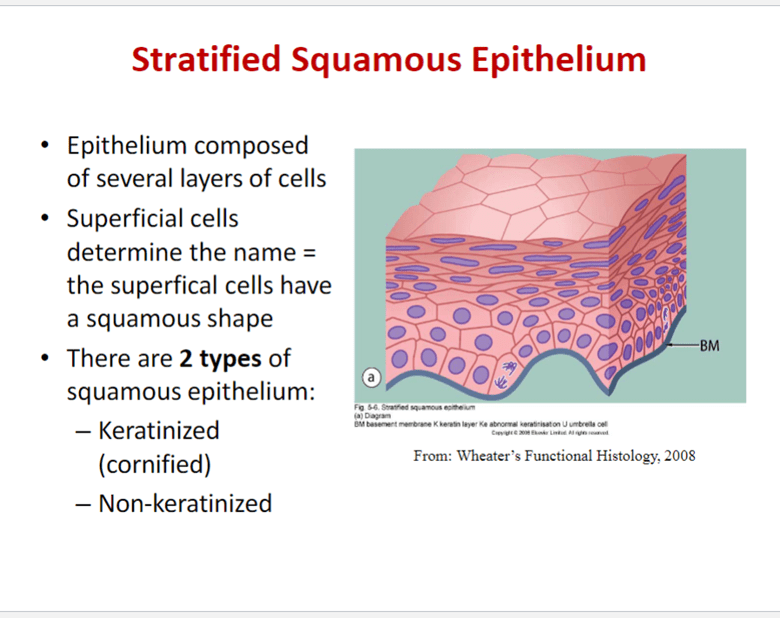 Stratified Squamous Epithelium
• Epithelium composed
of several layers of cells
• Superficial cells
determine the name =
the superfical cells have
a squamous shape
• There are 2 types of
squamous epithelium:
– Keratinized
(cornified)
– Non-keratinized
BM
a
Fig 5-6. Stratified squamous epithelium
(a) Diagram
BM basement membrane K keratin layer Ke abnormal keratinisation U umbrella cell
Copyright © 2006 Elsevier Limited. All rights reserved.
From: Wheater's Functional Histology, 2008